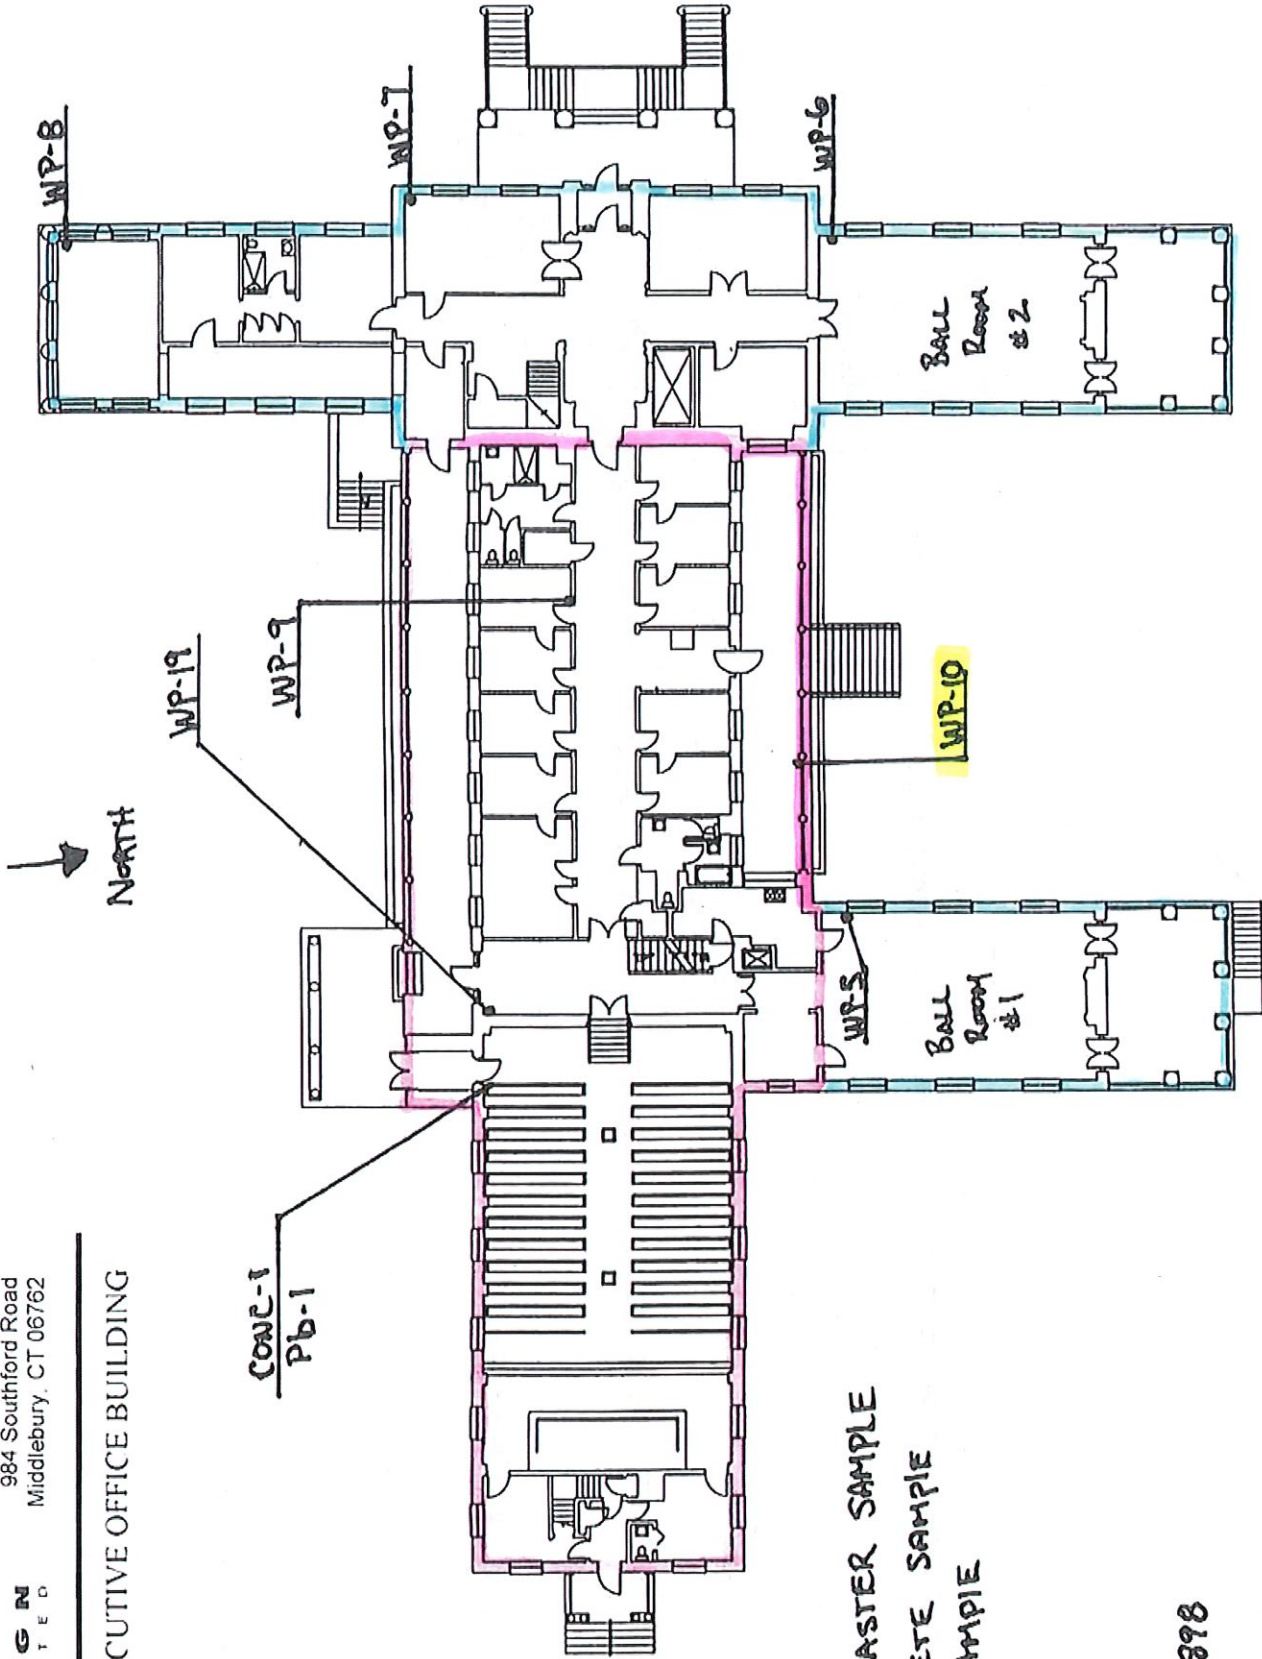 G N
T E D
984 Southford Road
Middlebury, CT 06762
CUTIVE OFFICE BUILDING
NORTH
WP-8
WP-7
WP-6
WP-19
WP-9
WP-10
CONC-1
Pb-1
WP-5
BALL
ROOM
#2
BALL
ROOM
#1
ASTER SAMPLE
ETE SAMPLE
MPLE
898